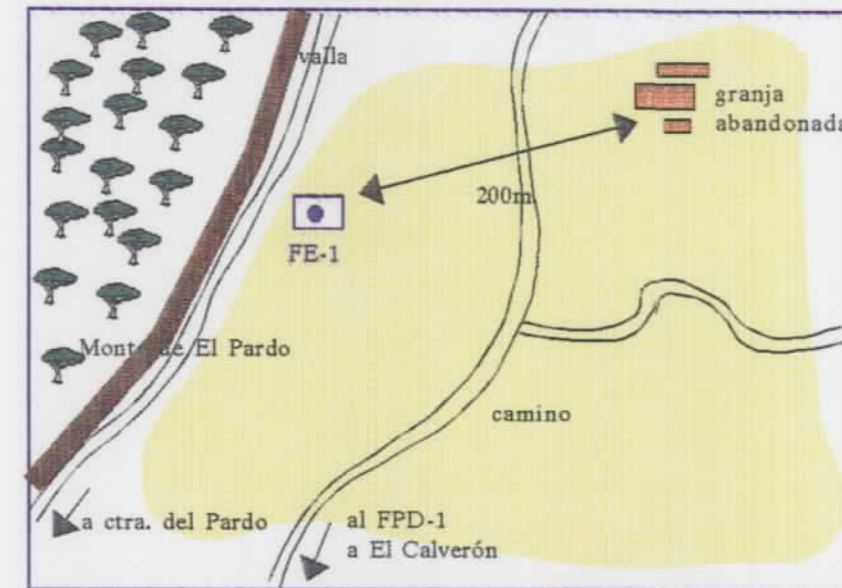 valla
granja
abandonada
200m.
FE-1
Monte de El Pardo
camino
a ctra. del Pardo
al FPD-1
a El Calverón